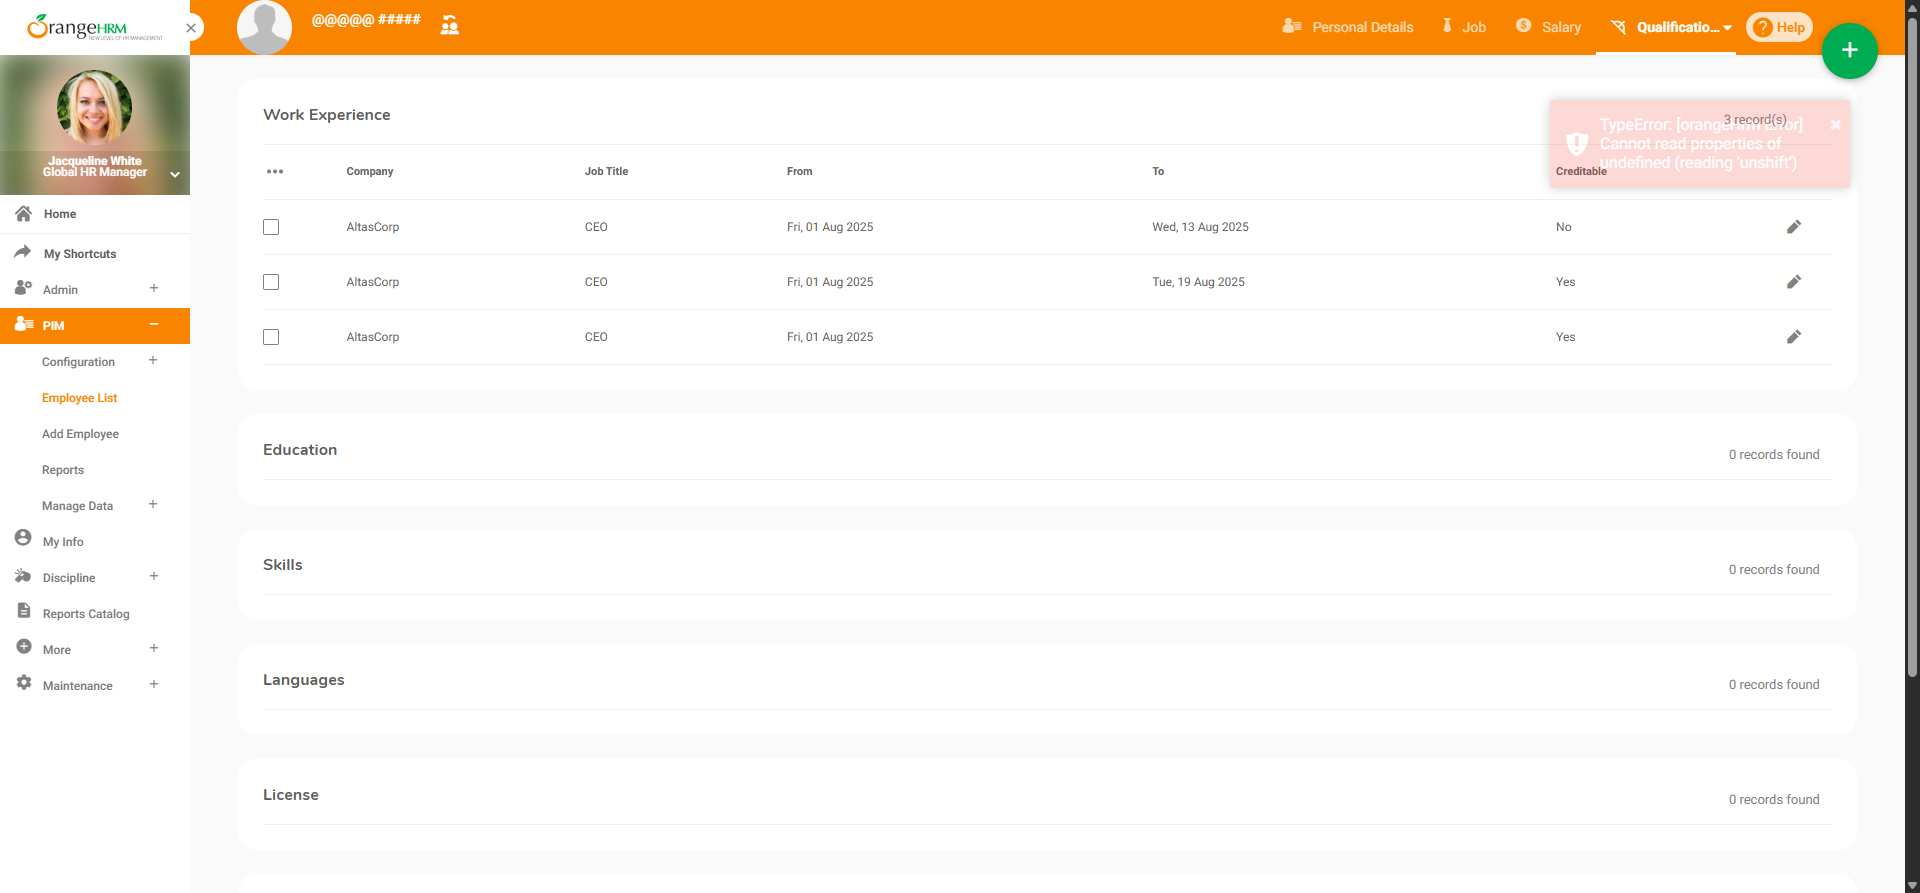 OrangeHRM
NEW LEVEL OF HR MANAGEMENT
@@@@@ #####
Personal Details
Job
Salary
Qualificatio...
Help
Jacqueline White
Global HR Manager
Home
My Shortcuts
Admin
PIM
Configuration
Employee List
Add Employee
Reports
Manage Data
My Info
Discipline
Reports Catalog
More
Maintenance
Work Experience
3 record(s)
TypeError: [orangeHrm Error]
Cannot read properties of
undefined (reading 'unshift')
Company Job Title From To Creditable
AltasCorp CEO Fri, 01 Aug 2025 Wed, 13 Aug 2025 No
AltasCorp CEO Fri, 01 Aug 2025 Tue, 19 Aug 2025 Yes
AltasCorp CEO Fri, 01 Aug 2025 Yes
Education
0 records found
Skills
0 records found
Languages
0 records found
License
0 records found